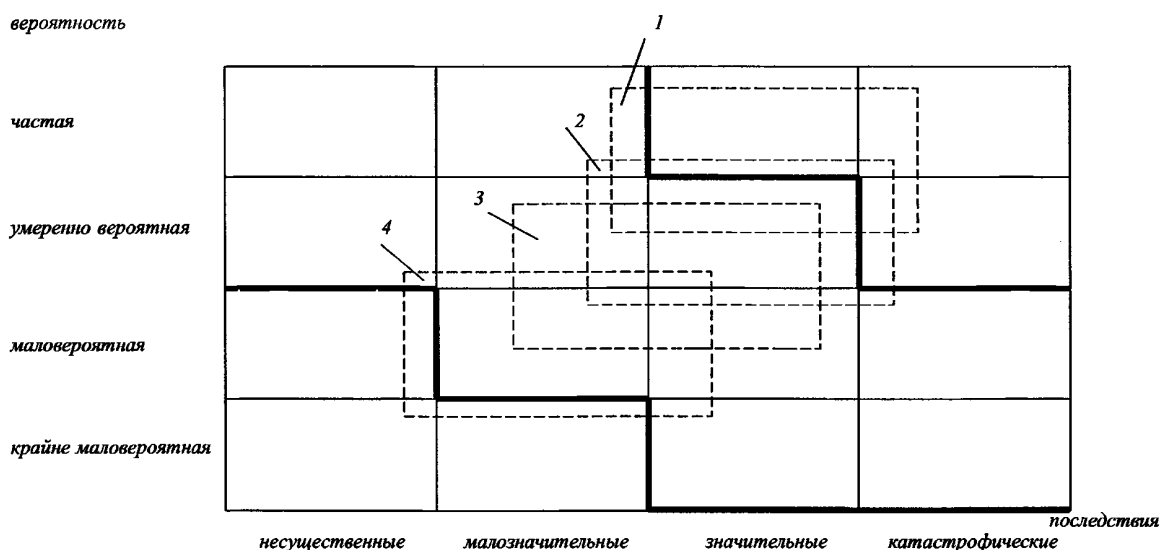 вероятность
1
частая
2
3
умеренно вероятная
4
маловероятная
крайне маловероятная
последствия
несущественные малозначительные значительные катастрофические